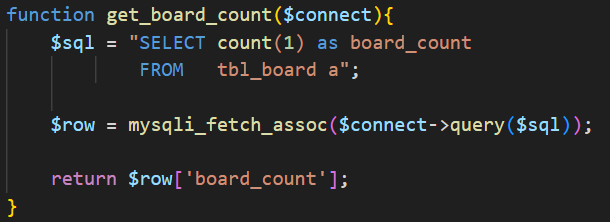 function get_board_count($connect){
$sql = "SELECT count(1) as board_count
FROM   tbl_board a";
$row = mysqli_fetch_assoc($connect->query($sql));
return $row['board_count'];
}